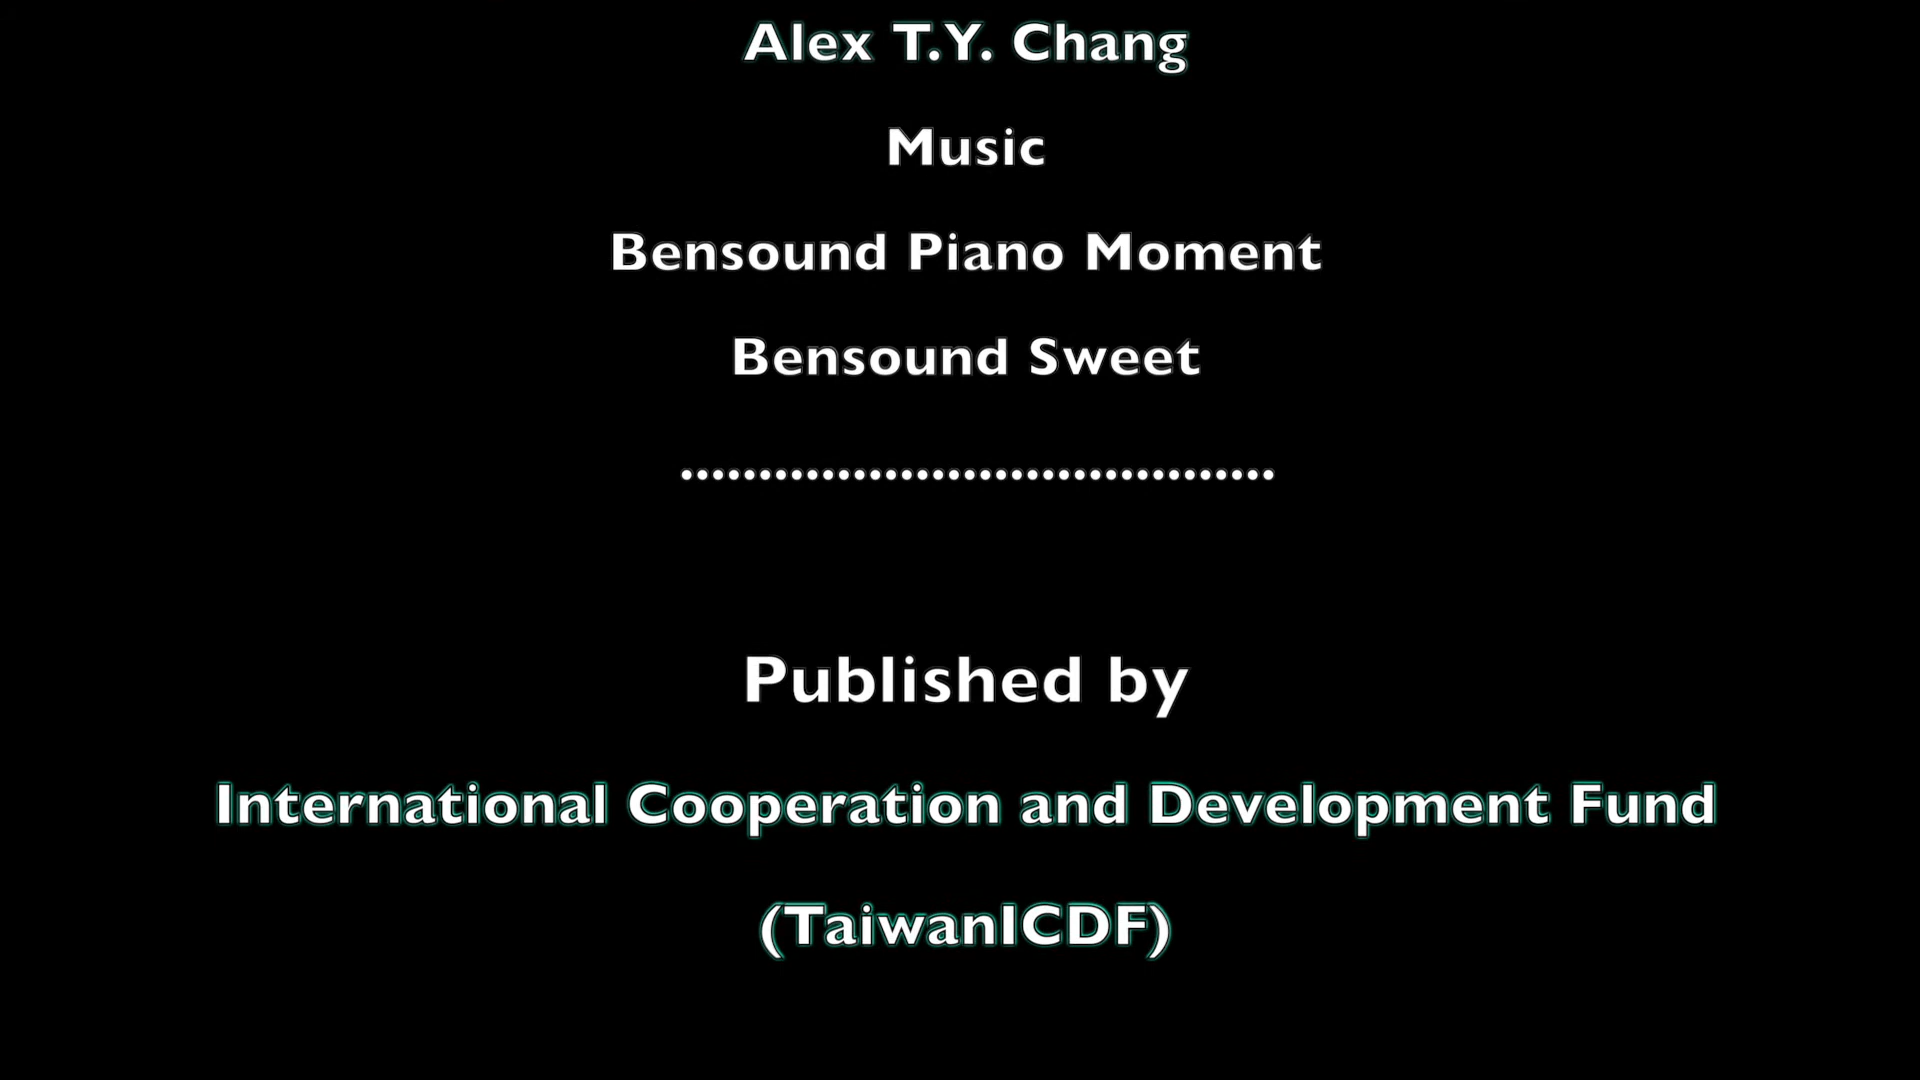 Alex T.Y. Chang
Music
Bensound Piano Moment
Bensound Sweet
......................................
Published by
International Cooperation and Development Fund
(TaiwanICDF)